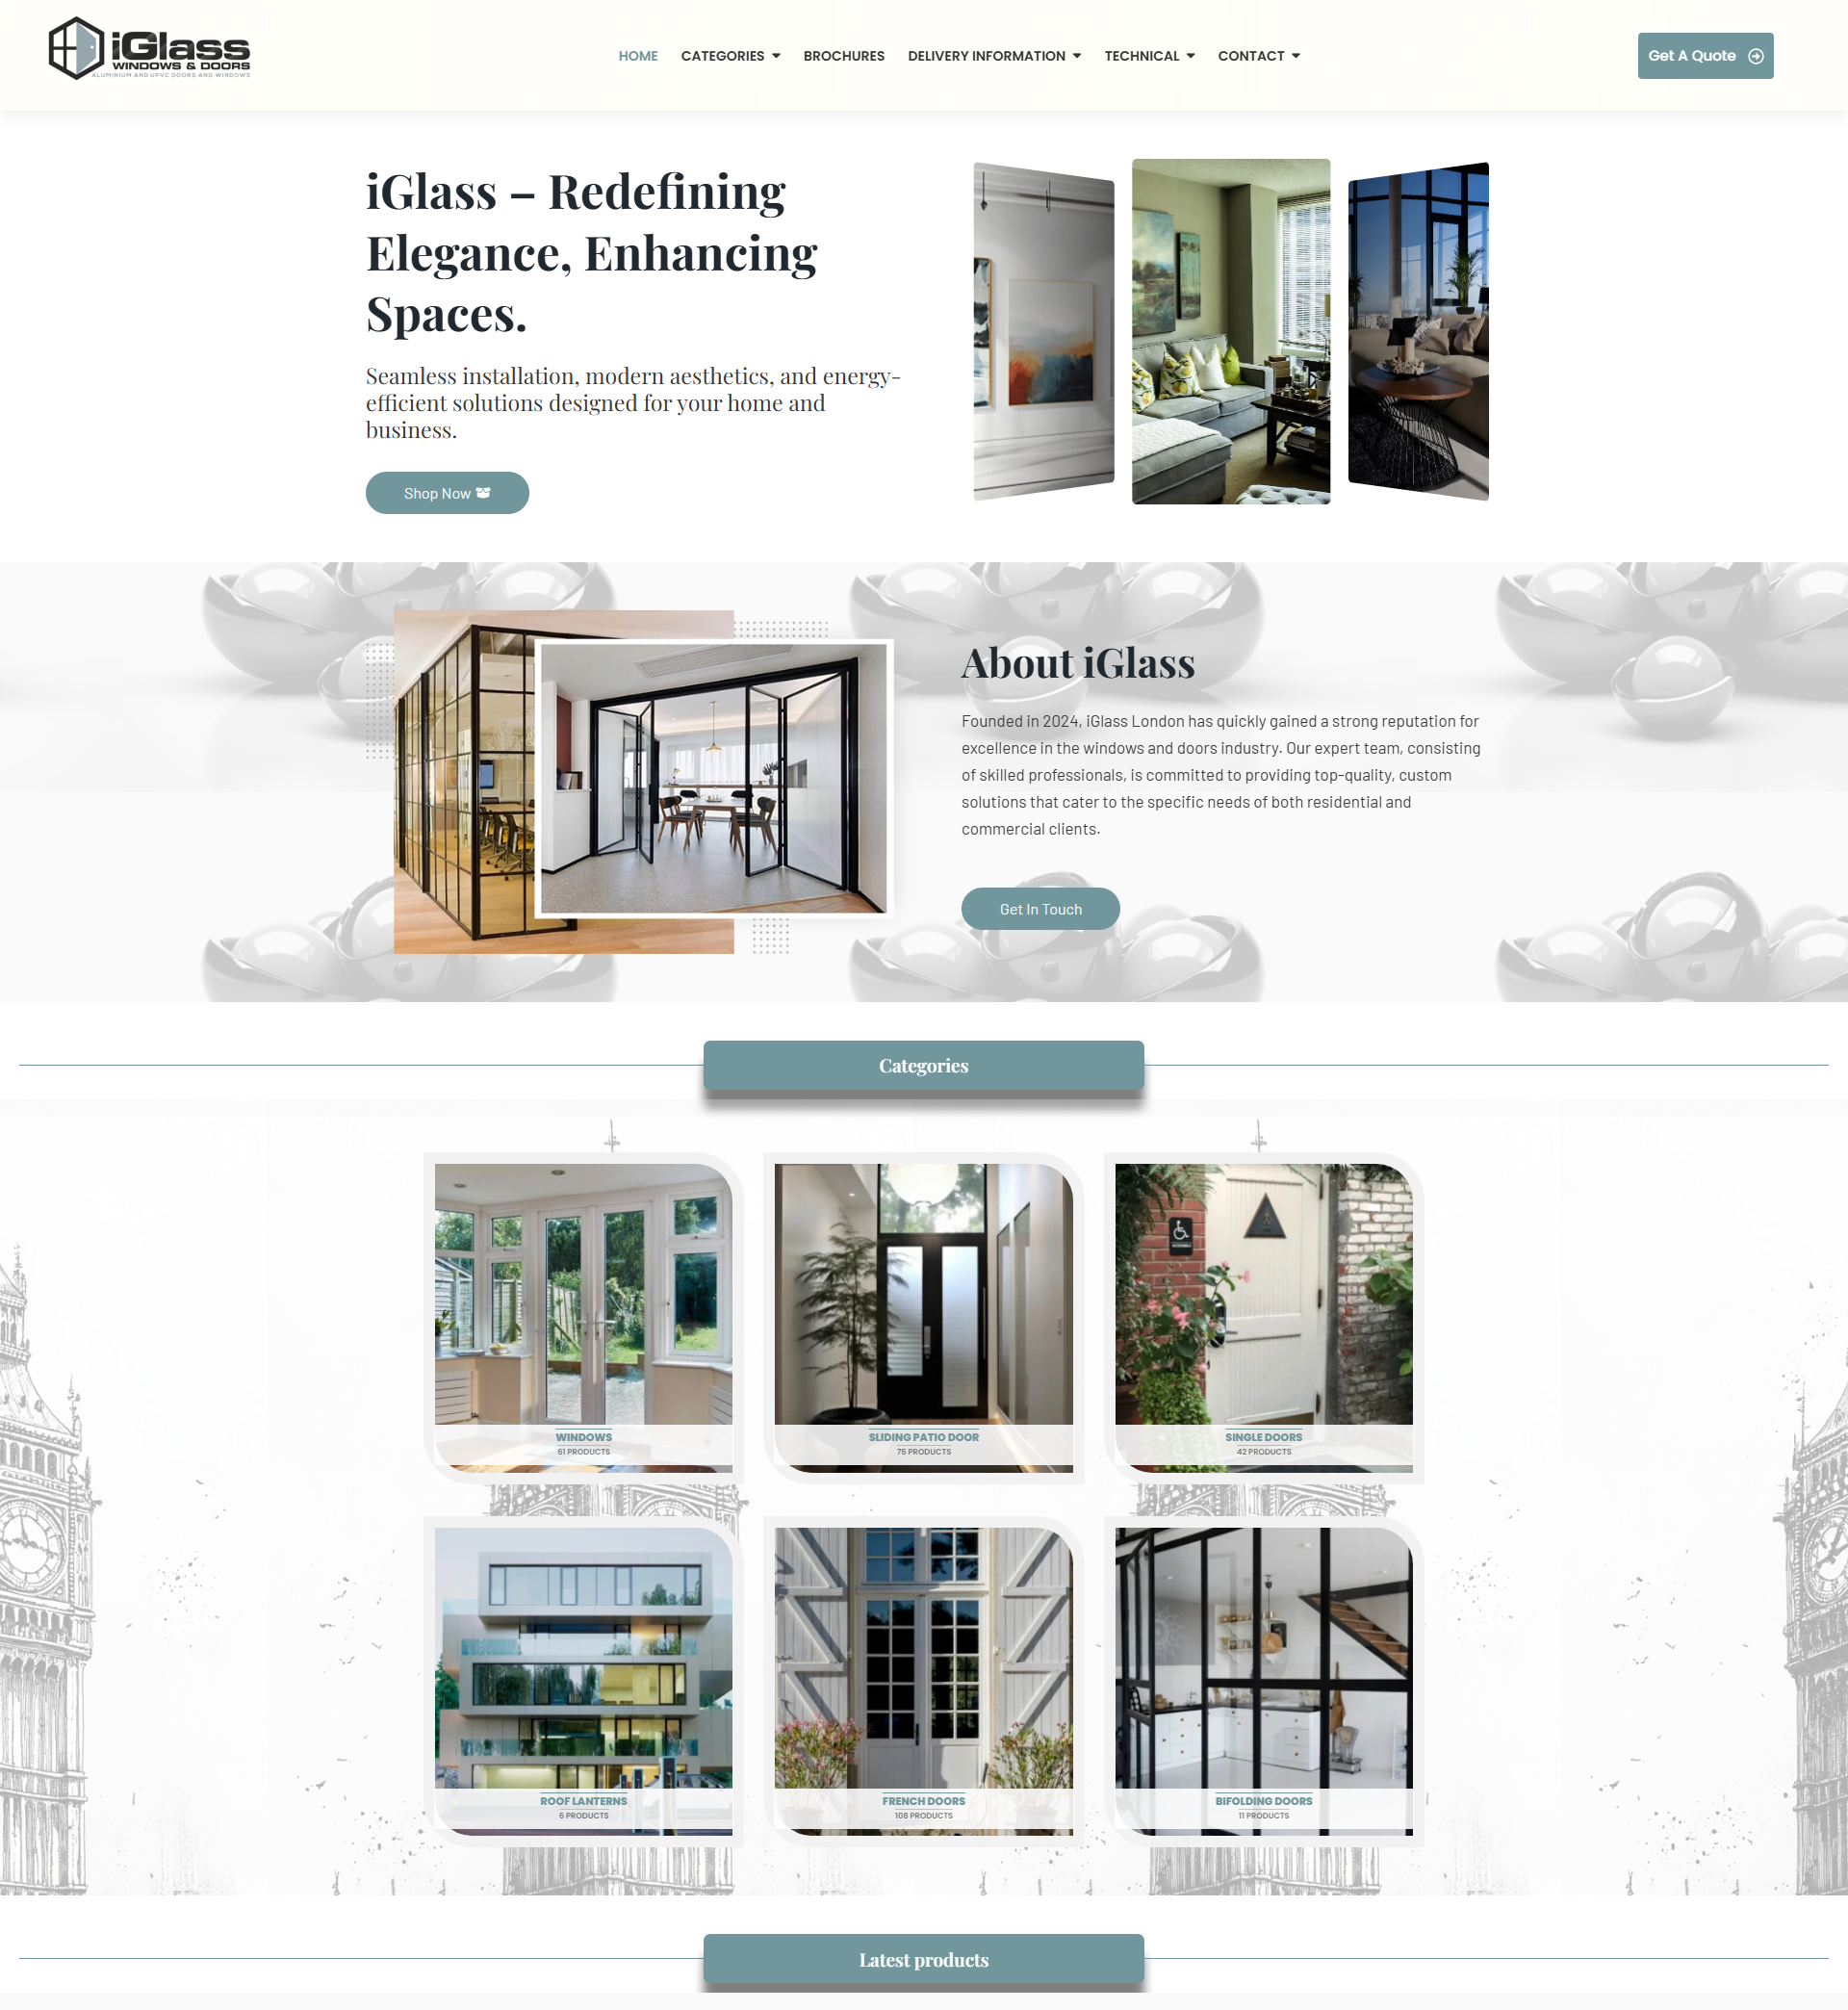 iGlass
WINDOWS & DOORS
ALUMINIUM AND UPVC DOORS AND WINDOWS
HOME
CATEGORIES
BROCHURES
DELIVERY INFORMATION
TECHNICAL
CONTACT
Get A Quote
iGlass – Redefining
Elegance, Enhancing
Spaces.
Seamless installation, modern aesthetics, and energy-
efficient solutions designed for your home and
business.
Shop Now
About iGlass
Founded in 2024, iGlass London has quickly gained a strong reputation for
excellence in the windows and doors industry. Our expert team, consisting
of skilled professionals, is committed to providing top-quality, custom
solutions that cater to the specific needs of both residential and
commercial clients.
Get In Touch
Categories
WINDOWS
61 PRODUCTS
SLIDING PATIO DOOR
75 PRODUCTS
SINGLE DOORS
42 PRODUCTS
ROOF LANTERNS
6 PRODUCTS
FRENCH DOORS
108 PRODUCTS
BIFOLDING DOORS
11 PRODUCTS
Latest products